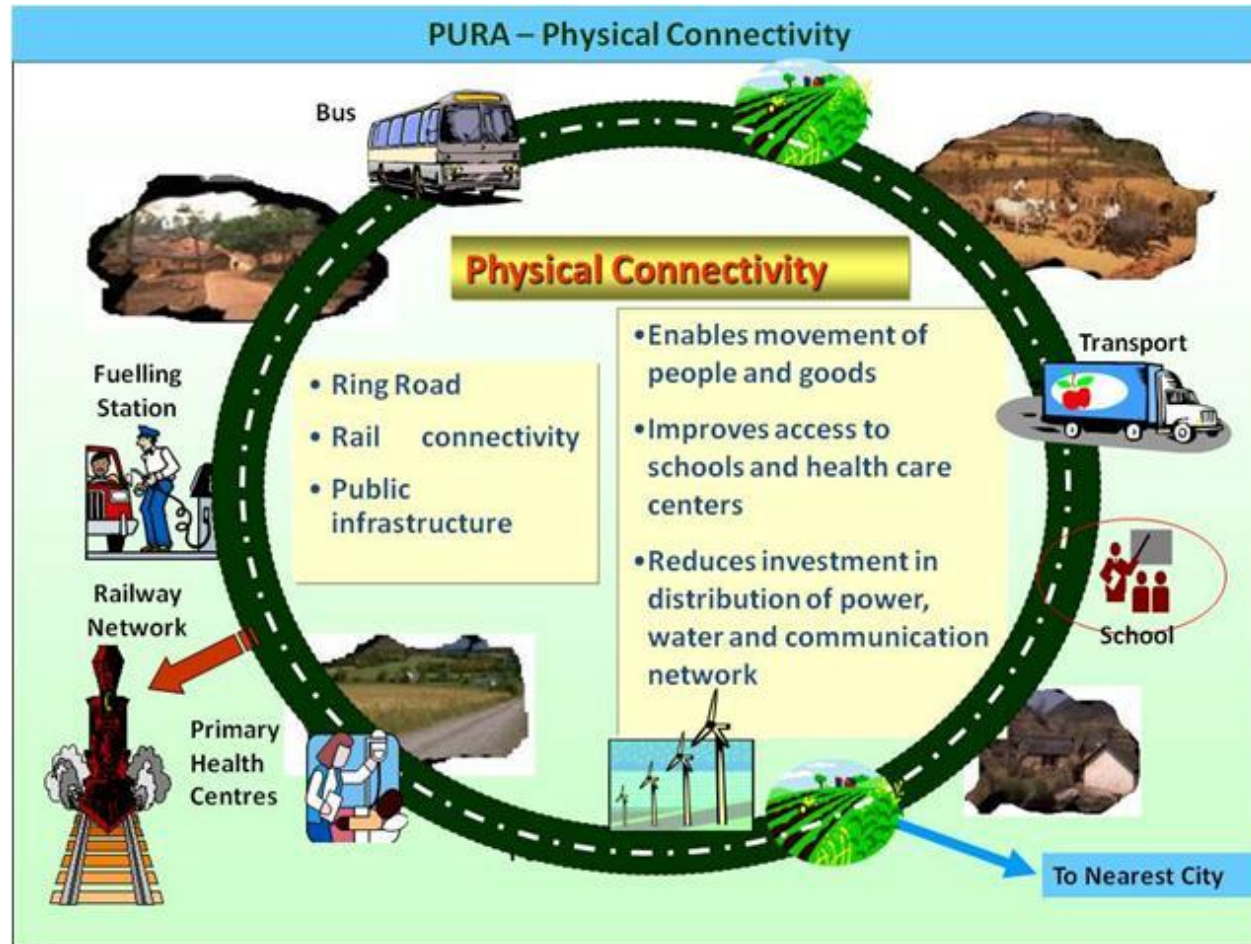 PURA – Physical Connectivity
Bus
Physical Connectivity
Fuelling
Station
• Ring Road
• Rail connectivity
• Public
infrastructure
•Enables movement of
people and goods
•Improves access to
schools and health care
centers
•Reduces investment in
distribution of power,
water and communication
network
Transport
School
Railway
Network
Primary
Health
Centres
To Nearest City